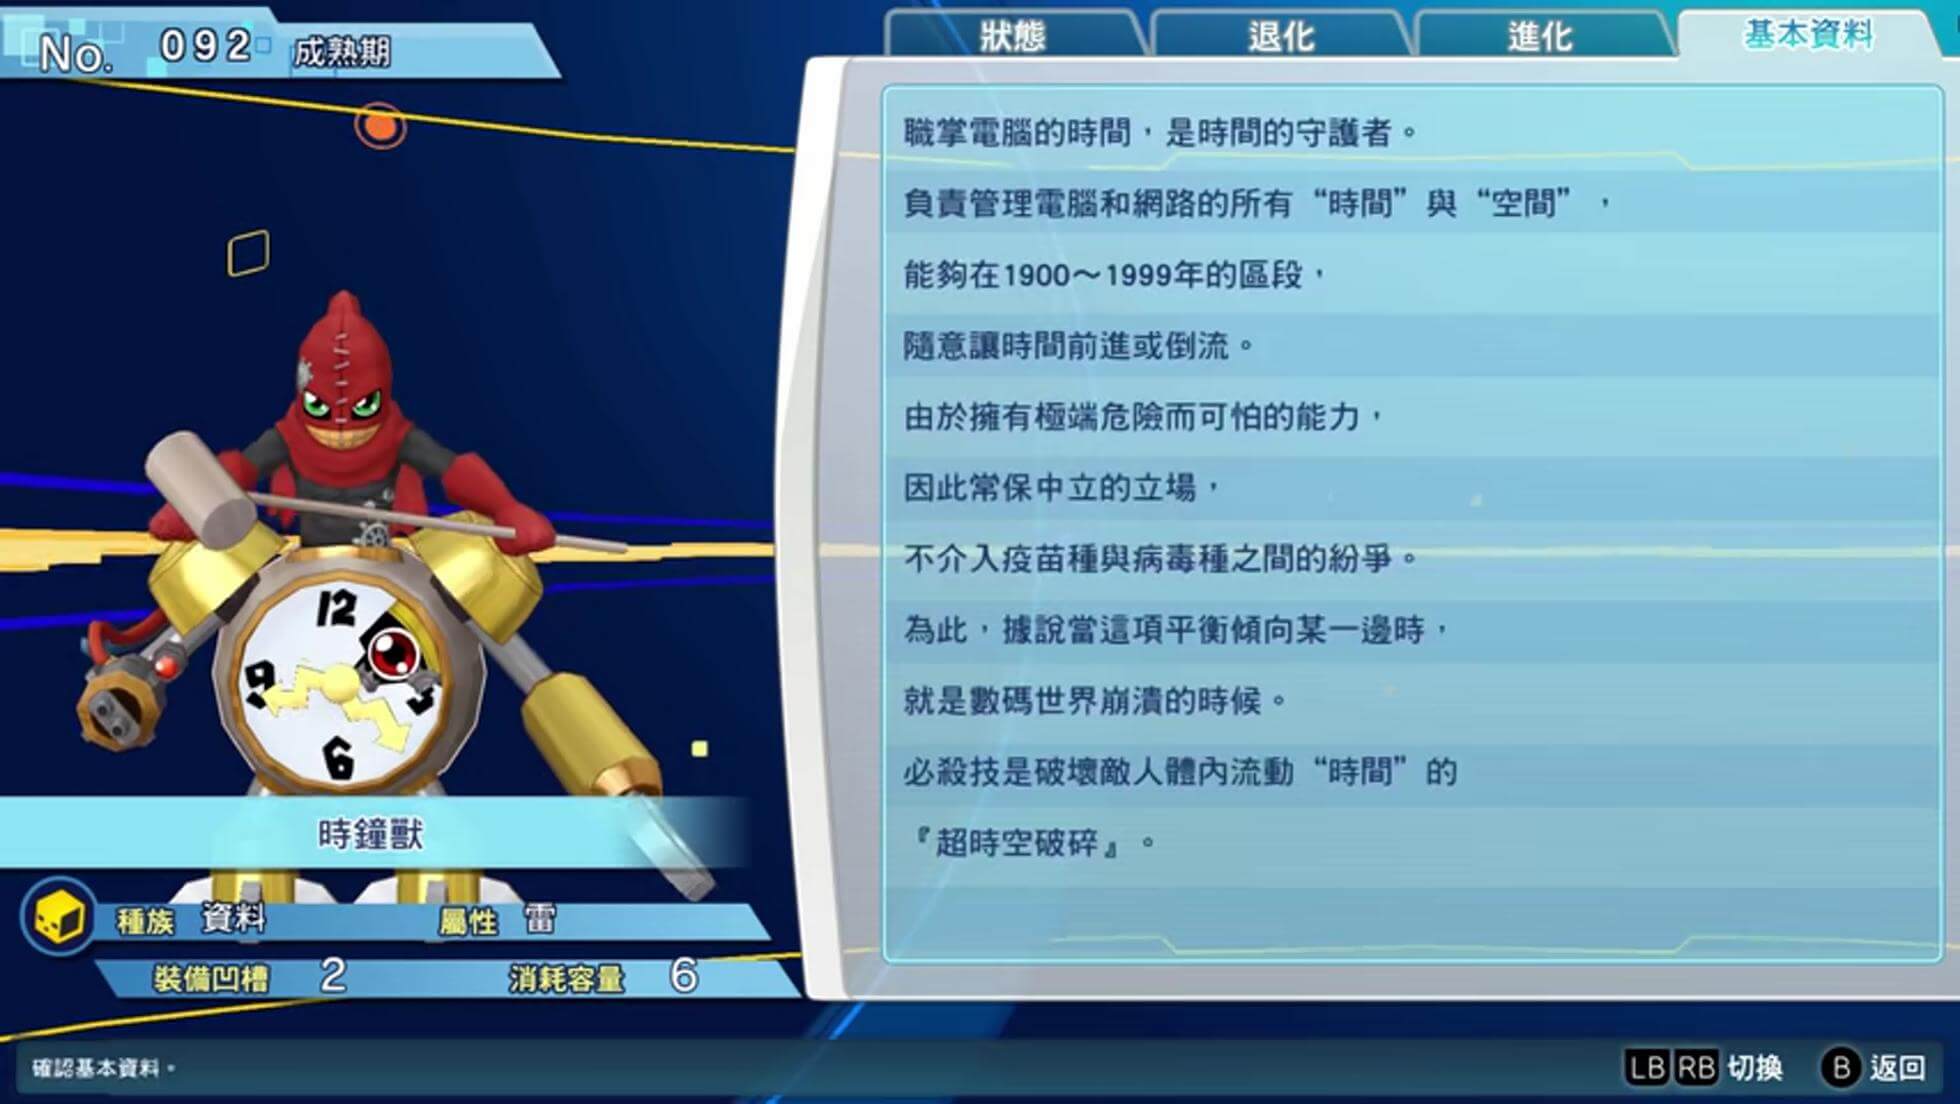 No. 092 成熟期
狀態 退化 進化 基本資料
職掌電腦的時間，是時間的守護者。
負責管理電腦和網路的所有“時間”與“空間”，
能夠在1900～1999年的區段，
隨意讓時間前進或倒流。
由於擁有極端危險而可怕的能力，
因此常保中立的立場，
不介入疫苗種與病毒種之間的紛爭。
為此，據說當這項平衡傾向某一邊時，
就是數碼世界崩潰的時候。
必殺技是破壞敵人體內流動“時間”的
『超時空破碎』。
12
9
3
6
時鐘獸
種族 資料 屬性 雷
裝備凹槽 2 消耗容量 6
確認基本資料。
LB RB 切換 B 返回